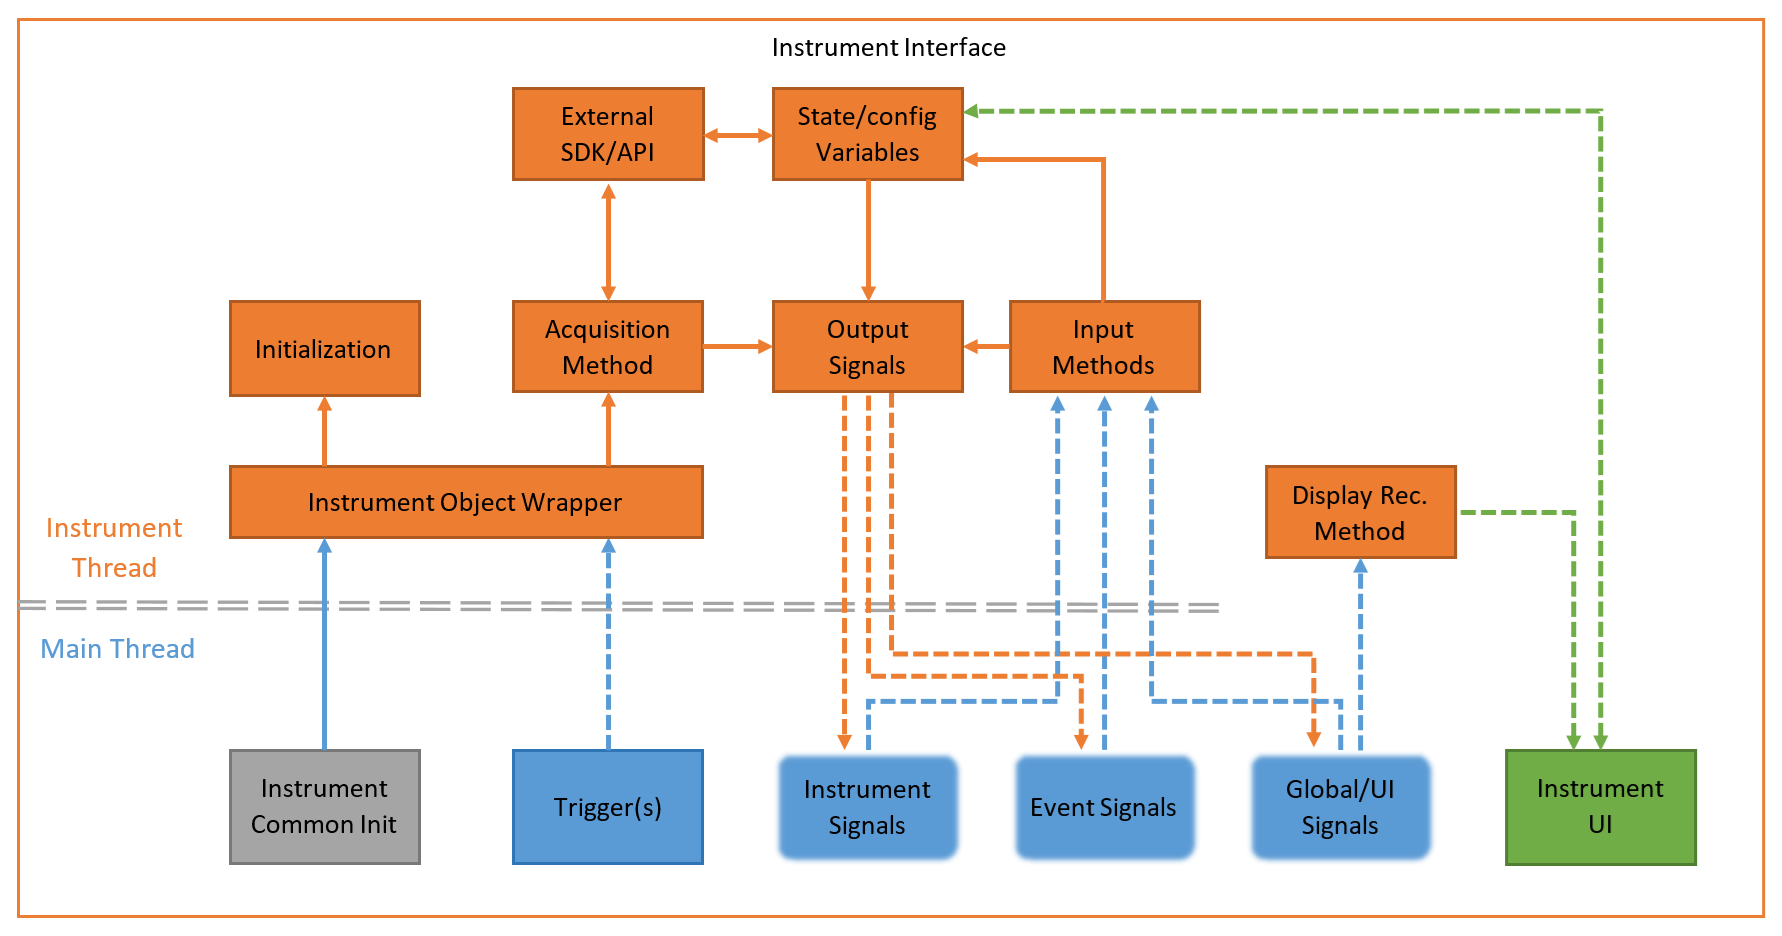 Instrument Interface
External
SDK/API
State/config
Variables
Initialization
Acquisition
Method
Output
Signals
Input
Methods
Instrument Object Wrapper
Display Rec.
Method
Instrument
Thread
Main Thread
Instrument
Common Init
Trigger(s)
Instrument
Signals
Event Signals
Global/UI
Signals
Instrument
UI